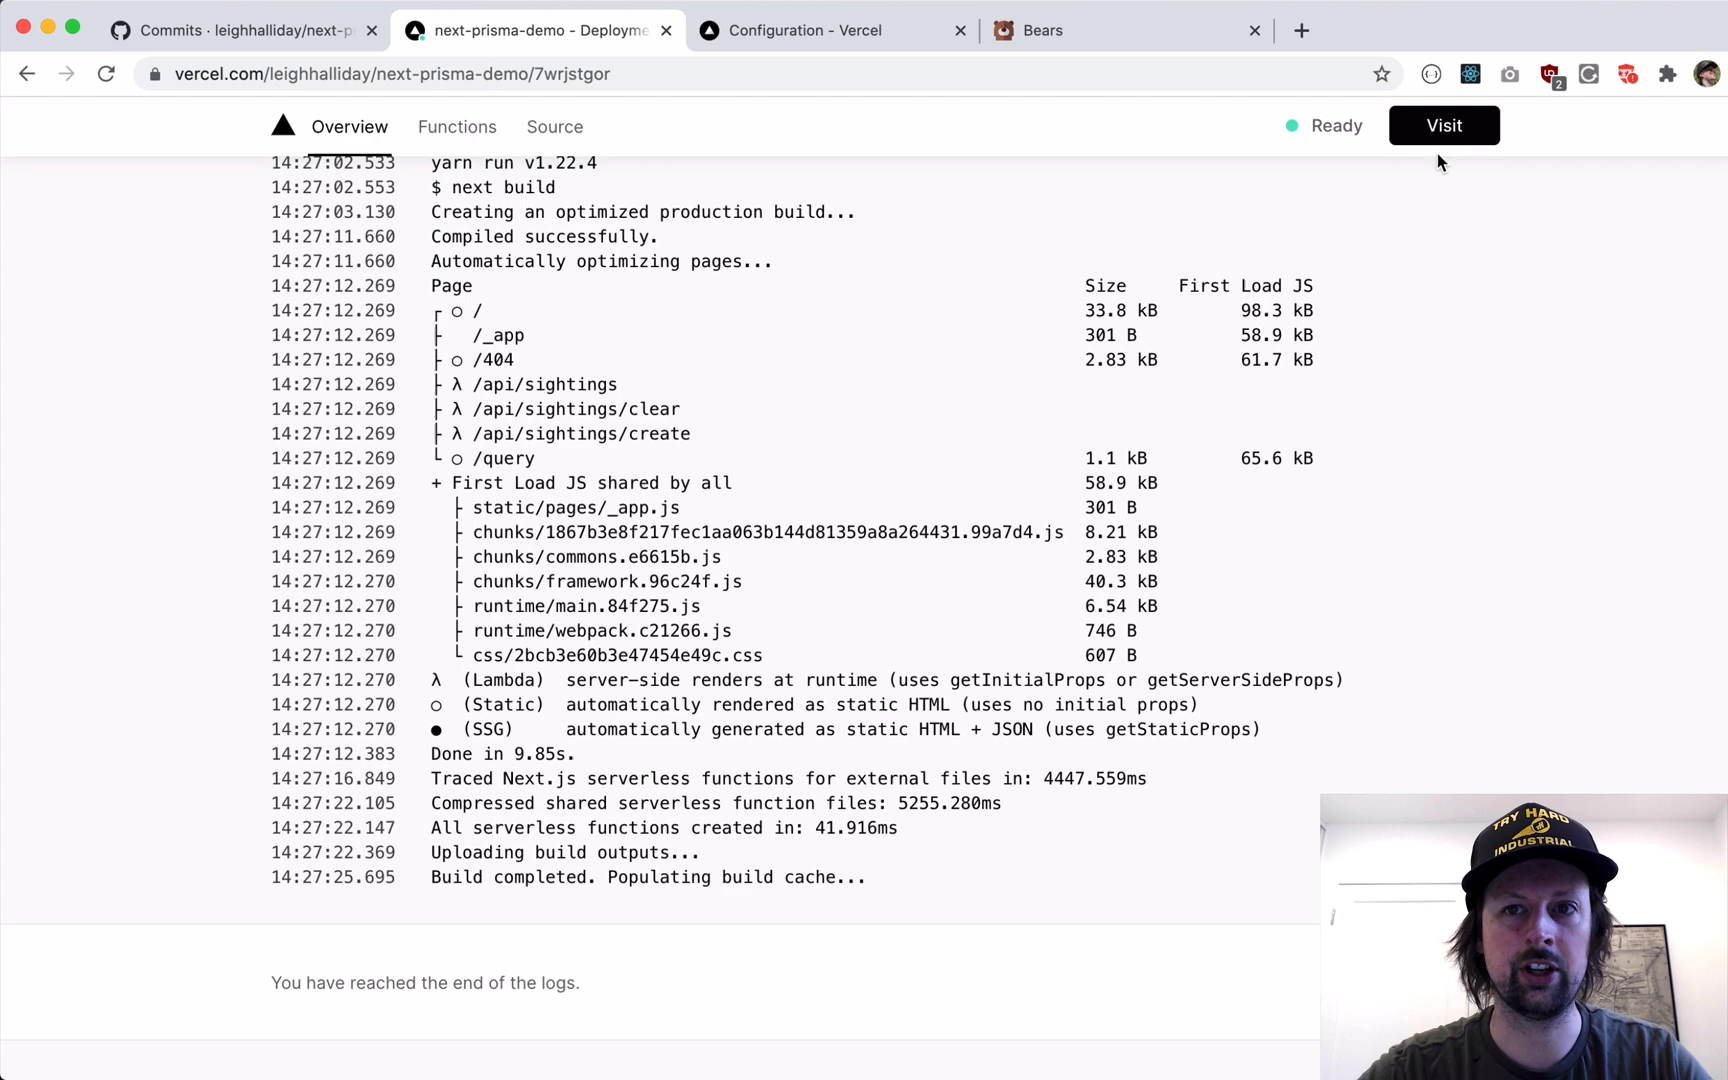 Commits · leighhalliday/next-p
next-prisma-demo - Deployme
Configuration - Vercel
Bears
vercel.com/leighhalliday/next-prisma-demo/7wrjstgor
2
Overview Functions Source
Ready
Visit
14:27:02.533 yarn run v1.22.4
14:27:02.553 $ next build
14:27:03.130 Creating an optimized production build...
14:27:11.660 Compiled successfully.
14:27:11.660 Automatically optimizing pages...
14:27:12.269 Page Size First Load JS
14:27:12.269 ┌ ○ / 33.8 kB 98.3 kB
14:27:12.269 ├ /_app 301 B 58.9 kB
14:27:12.269 ├ ○ /404 2.83 kB 61.7 kB
14:27:12.269 ├ λ /api/sightings
14:27:12.269 ├ λ /api/sightings/clear
14:27:12.269 ├ λ /api/sightings/create
14:27:12.269 └ ○ /query 1.1 kB 65.6 kB
14:27:12.269 + First Load JS shared by all 58.9 kB
14:27:12.269 ├ static/pages/_app.js 301 B
14:27:12.269 ├ chunks/1867b3e8f217fec1aa063b144d81359a8a264431.99a7d4.js 8.21 kB
14:27:12.269 ├ chunks/commons.e6615b.js 2.83 kB
14:27:12.270 ├ chunks/framework.96c24f.js 40.3 kB
14:27:12.270 ├ runtime/main.84f275.js 6.54 kB
14:27:12.270 ├ runtime/webpack.c21266.js 746 B
14:27:12.270 └ css/2bcb3e60b3e47454e49c.css 607 B
14:27:12.270 λ (Lambda) server-side renders at runtime (uses getInitialProps or getServerSideProps)
14:27:12.270 ○ (Static) automatically rendered as static HTML (uses no initial props)
14:27:12.270 ● (SSG) automatically generated as static HTML + JSON (uses getStaticProps)
14:27:12.383 Done in 9.85s.
14:27:16.849 Traced Next.js serverless functions for external files in: 4447.559ms
14:27:22.105 Compressed shared serverless function files: 5255.280ms
14:27:22.147 All serverless functions created in: 41.916ms
14:27:22.369 Uploading build outputs...
14:27:25.695 Build completed. Populating build cache...
You have reached the end of the logs.
TRY HARD
INDUSTRIAL